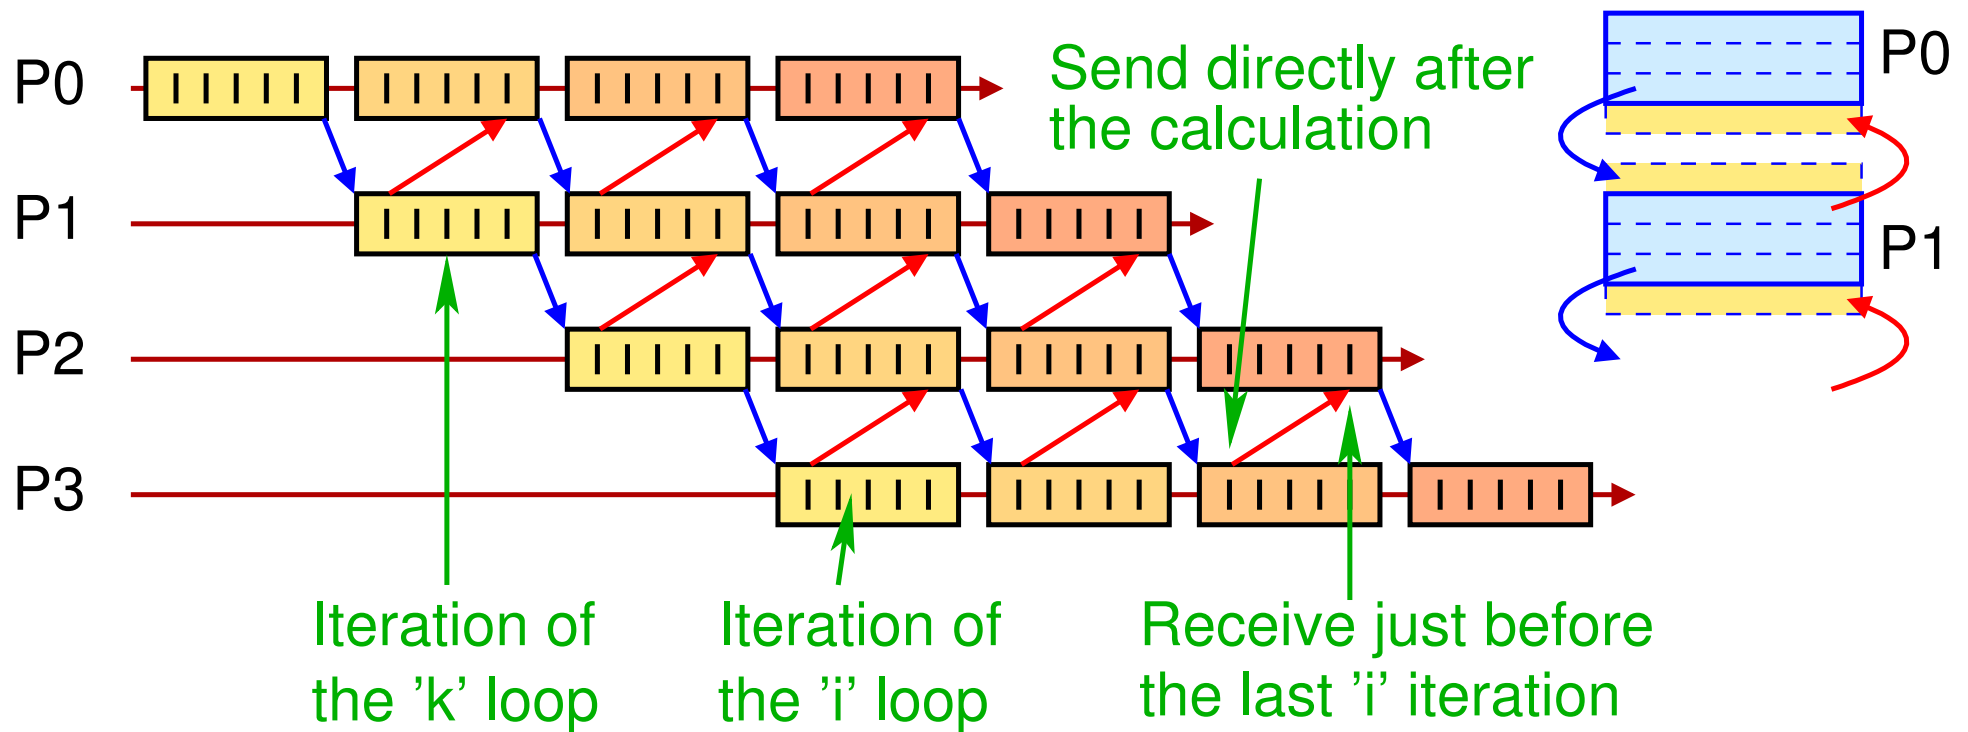 P0
P1
P2
P3
Send directly after
the calculation
P0
P1
Iteration of
the ’k’ loop
Iteration of
the ’i’ loop
Receive just before
the last ’i’ iteration